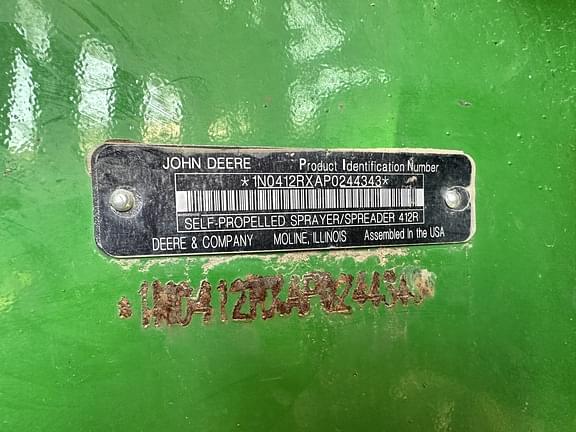 JOHN DEERE Product Identification Number
*1N0412RXAP0244343*
SELF-PROPELLED SPRAYER/SPREADER 412R
DEERE & COMPANY MOLINE, ILLINOIS Assembled in the USA
*1N0412RXAP0244343